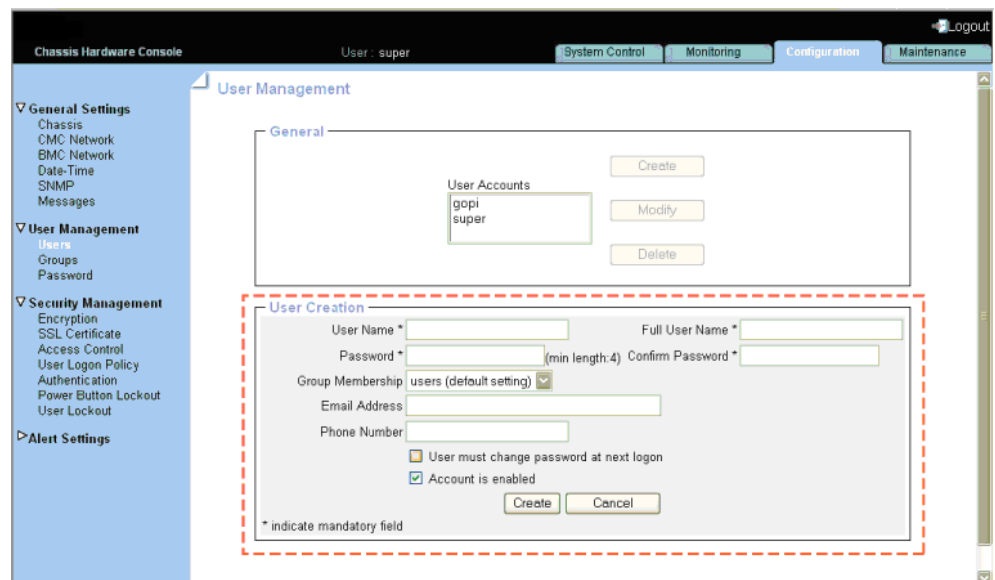 Logout
Chassis Hardware Console
User : super
System Control
Monitoring
Configuration
Maintenance
General Settings
Chassis
CMC Network
BMC Network
Date-Time
SNMP
Messages
User Management
Users
Groups
Password
Security Management
Encryption
SSL Certificate
Access Control
User Logon Policy
Authentication
Power Button Lockout
User Lockout
Alert Settings
User Management
General
User Accounts
gopi
super
Create
Modify
Delete
User Creation
User Name *
Full User Name *
Password *
(min length:4)
Confirm Password *
Group Membership
users (default setting)
Email Address
Phone Number
User must change password at next logon
Account is enabled
Create
Cancel
* indicate mandatory field